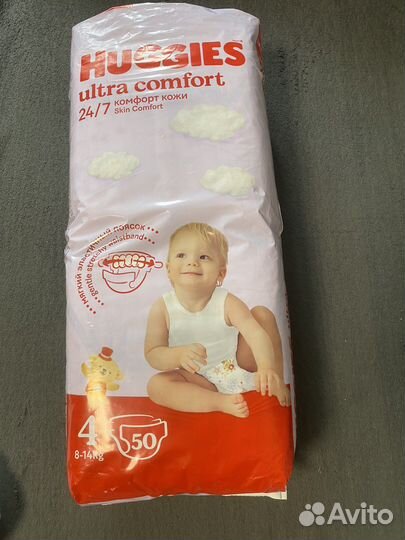 HUGGIES
ultra comfort
24/7 комфорт кожи
Skin Comfort
мягкий эластичный поясок
gentle stretchy waistband
4
50
8-14kg
Avito